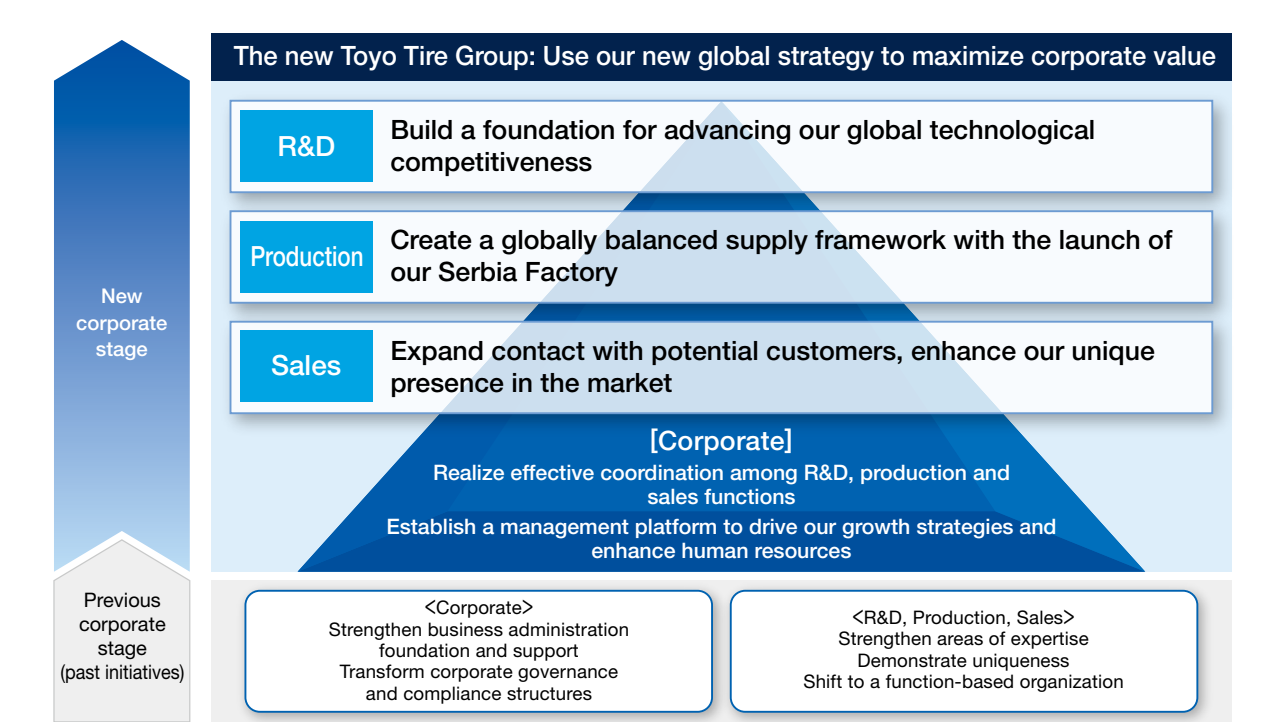 The new Toyo Tire Group: Use our new global strategy to maximize corporate value
R&D
Build a foundation for advancing our global technological
competitiveness
Production
Create a globally balanced supply framework with the launch of
our Serbia Factory
Sales
Expand contact with potential customers, enhance our unique
presence in the market
New
corporate
stage
[Corporate]
Realize effective coordination among R&D, production and
sales functions
Establish a management platform to drive our growth strategies and
enhance human resources
Previous
corporate
stage
(past initiatives)
<Corporate>
Strengthen business administration
foundation and support
Transform corporate governance
and compliance structures
<R&D, Production, Sales>
Strengthen areas of expertise
Demonstrate uniqueness
Shift to a function-based organization